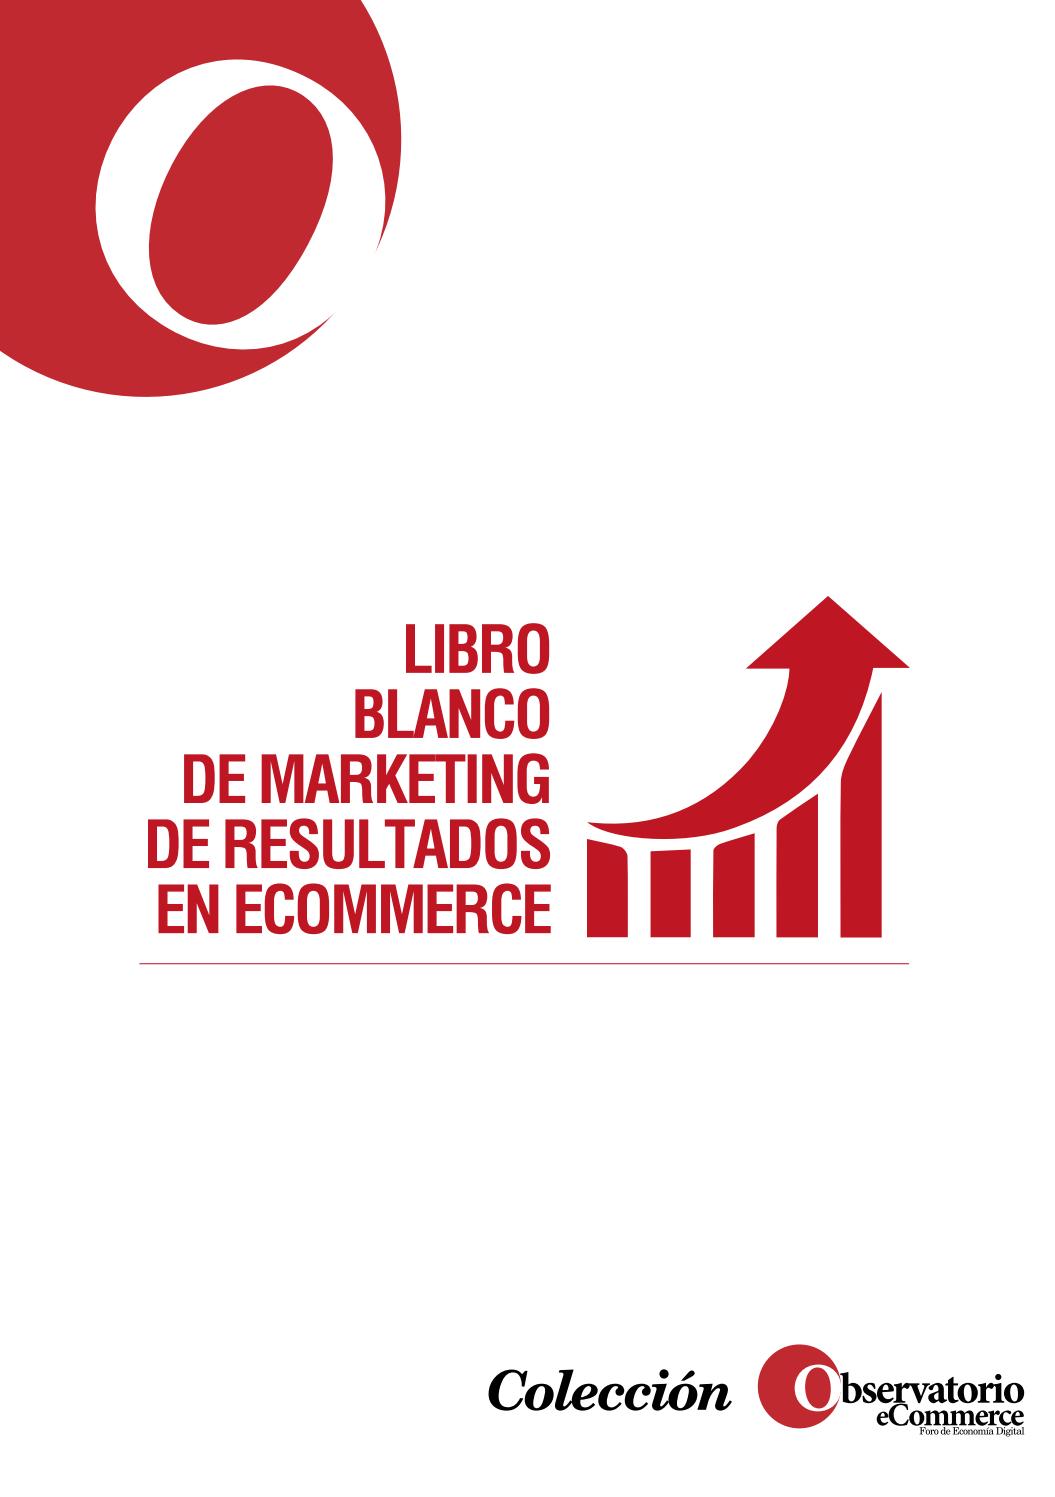 LIBRO
BLANCO
DE MARKETING
DE RESULTADOS
EN ECOMMERCE
Colección
Observatorio
eCommerce
Foro de Economía Digital